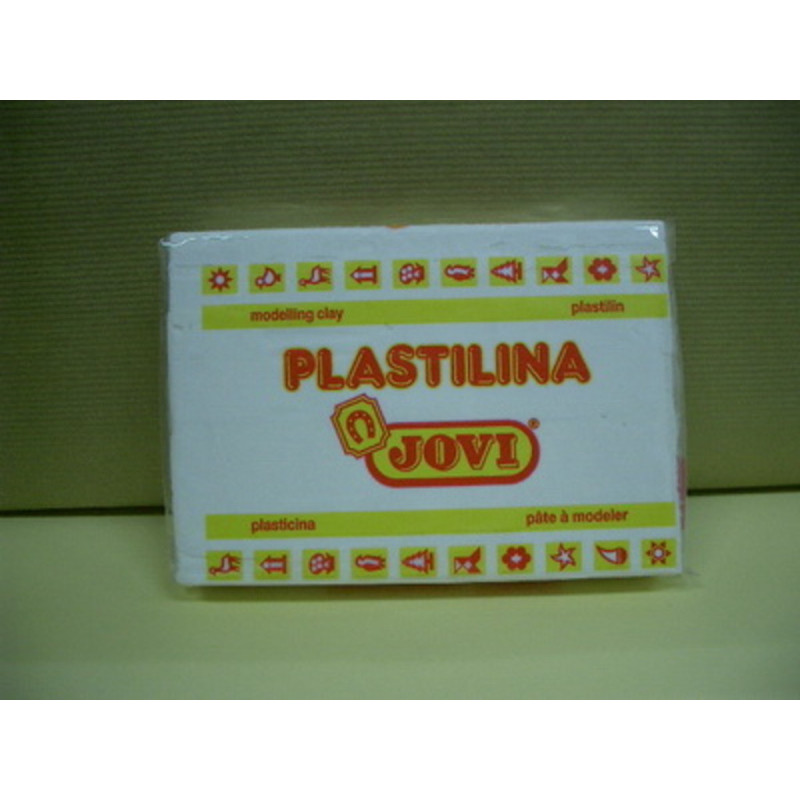 modelling clay plastilin
PLASTILINA
JOVI®
plasticina pâte à modeler